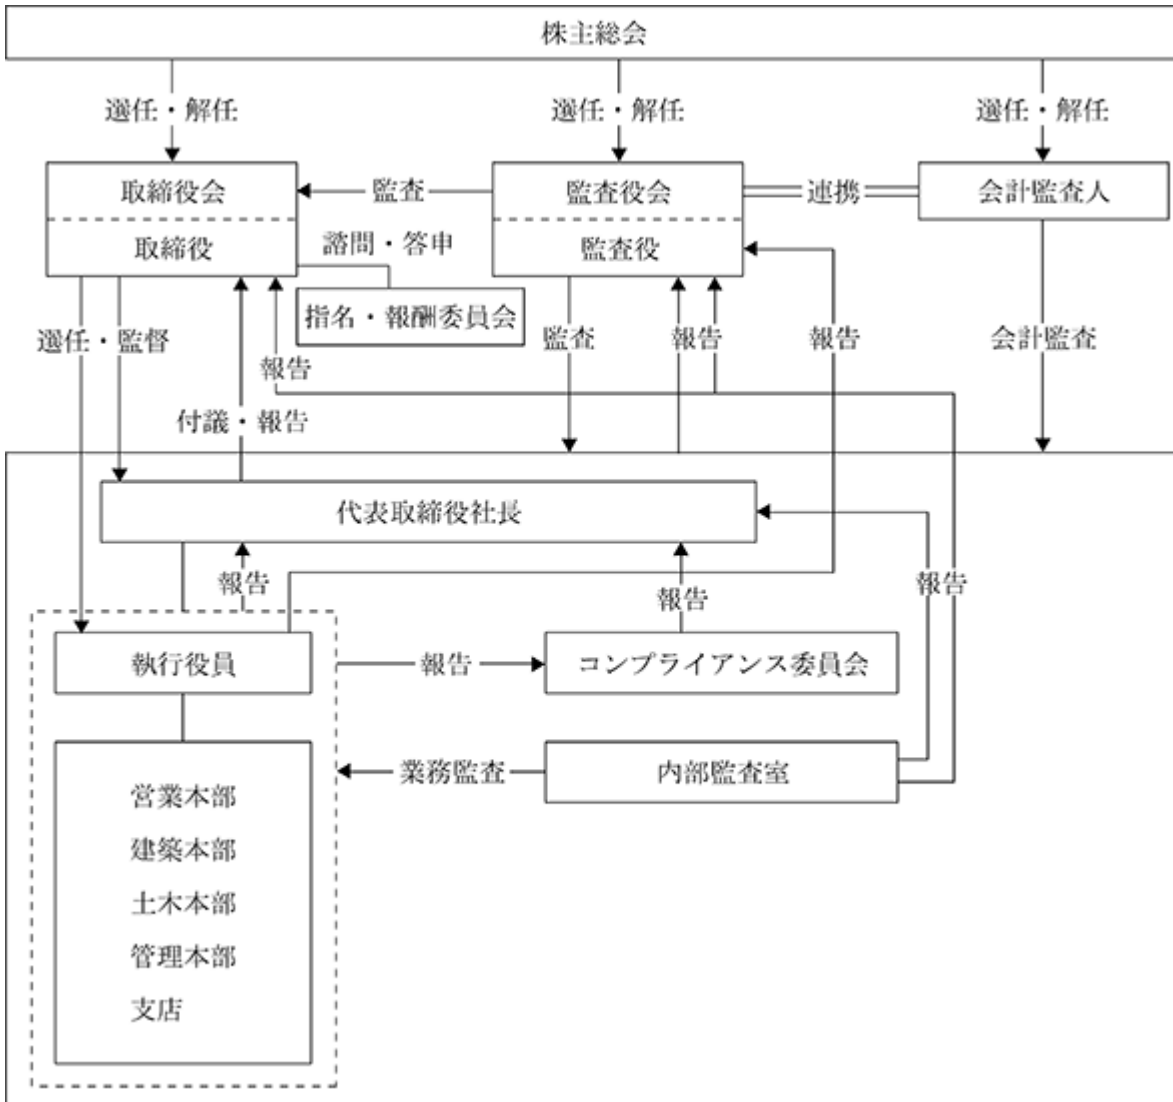 株主総会
選任・解任
選任・解任
選任・解任
取締役会
監査
監査役会
連携
会計監査人
取締役
諮問・答申
監査役
指名・報酬委員会
選任・監督
監査
報告
報告
会計監査
報告
付議・報告
代表取締役社長
報告
報告
報告
執行役員
報告
コンプライアンス委員会
業務監査
内部監査室
営業本部
建築本部
土木本部
管理本部
支店